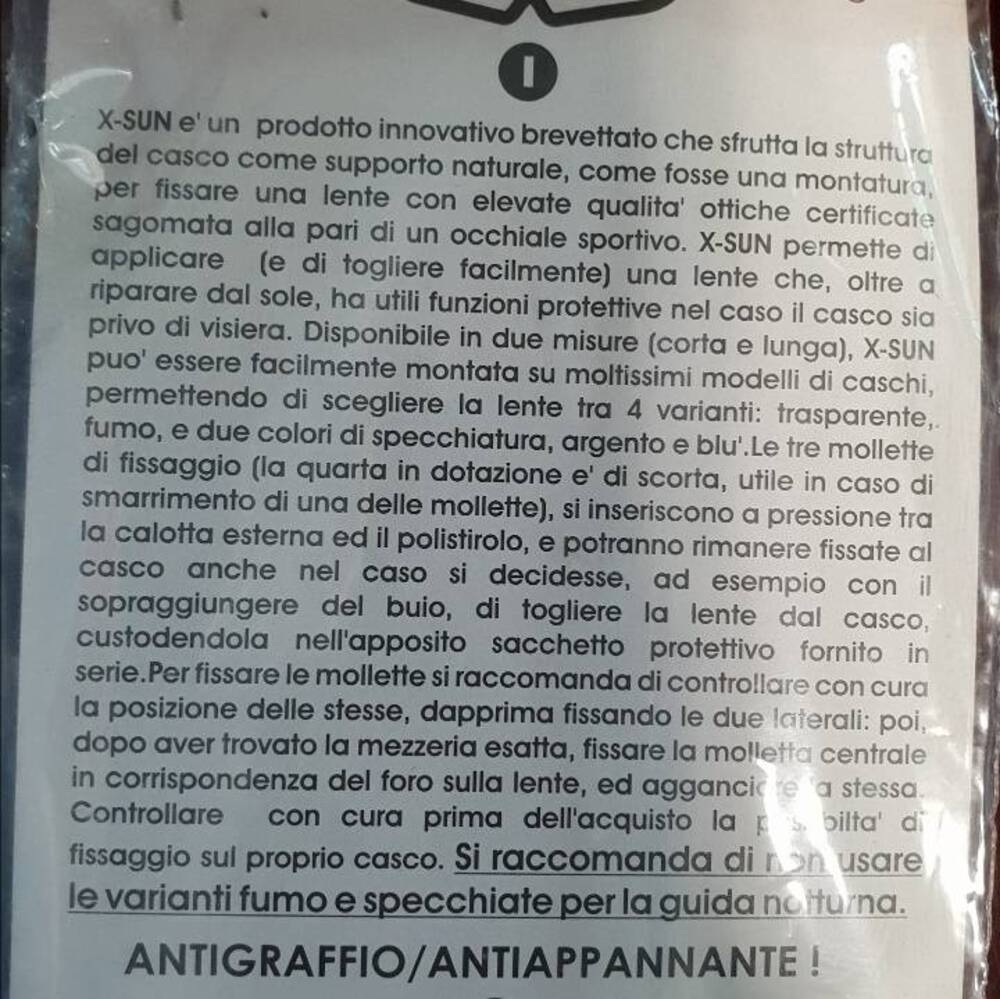 I
X-SUN e' un prodotto innovativo brevettato che sfrutta la struttura
del casco come supporto naturale, come fosse una montatura,
per fissare una lente con elevate qualita' ottiche certificate
sagomata alla pari di un occhiale sportivo. X-SUN permette di
applicare (e di togliere facilmente) una lente che, oltre a
riparare dal sole, ha utili funzioni protettive nel caso il casco sia
privo di visiera. Disponibile in due misure (corta e lunga), X-SUN
puo' essere facilmente montata su moltissimi modelli di caschi,
permettendo di scegliere la lente tra 4 varianti: trasparente,
fumo, e due colori di specchiatura, argento e blu'.Le tre mollette
di fissaggio (la quarta in dotazione e' di scorta, utile in caso di
smarrimento di una delle mollette), si inseriscono a pressione tra
la calotta esterna ed il polistirolo, e potranno rimanere fissate al
casco anche nel caso si decidesse, ad esempio con il
sopraggiungere del buio, di togliere la lente dal casco,
custodendola nell'apposito sacchetto protettivo fornito in
serie.Per fissare le mollette si raccomanda di controllare con cura
la posizione delle stesse, dapprima fissando le due laterali: poi,
dopo aver trovato la mezzeria esatta, fissare la molletta centrale
in corrispondenza del foro sulla lente, ed agganciare la stessa.
Controllare con cura prima dell'acquisto la di
fissaggio sul proprio casco. Si raccomanda di non usare
le varianti fumo e specchiate per la guida notturna.
ANTIGRAFFIO/ANTIAPPANNANTE !